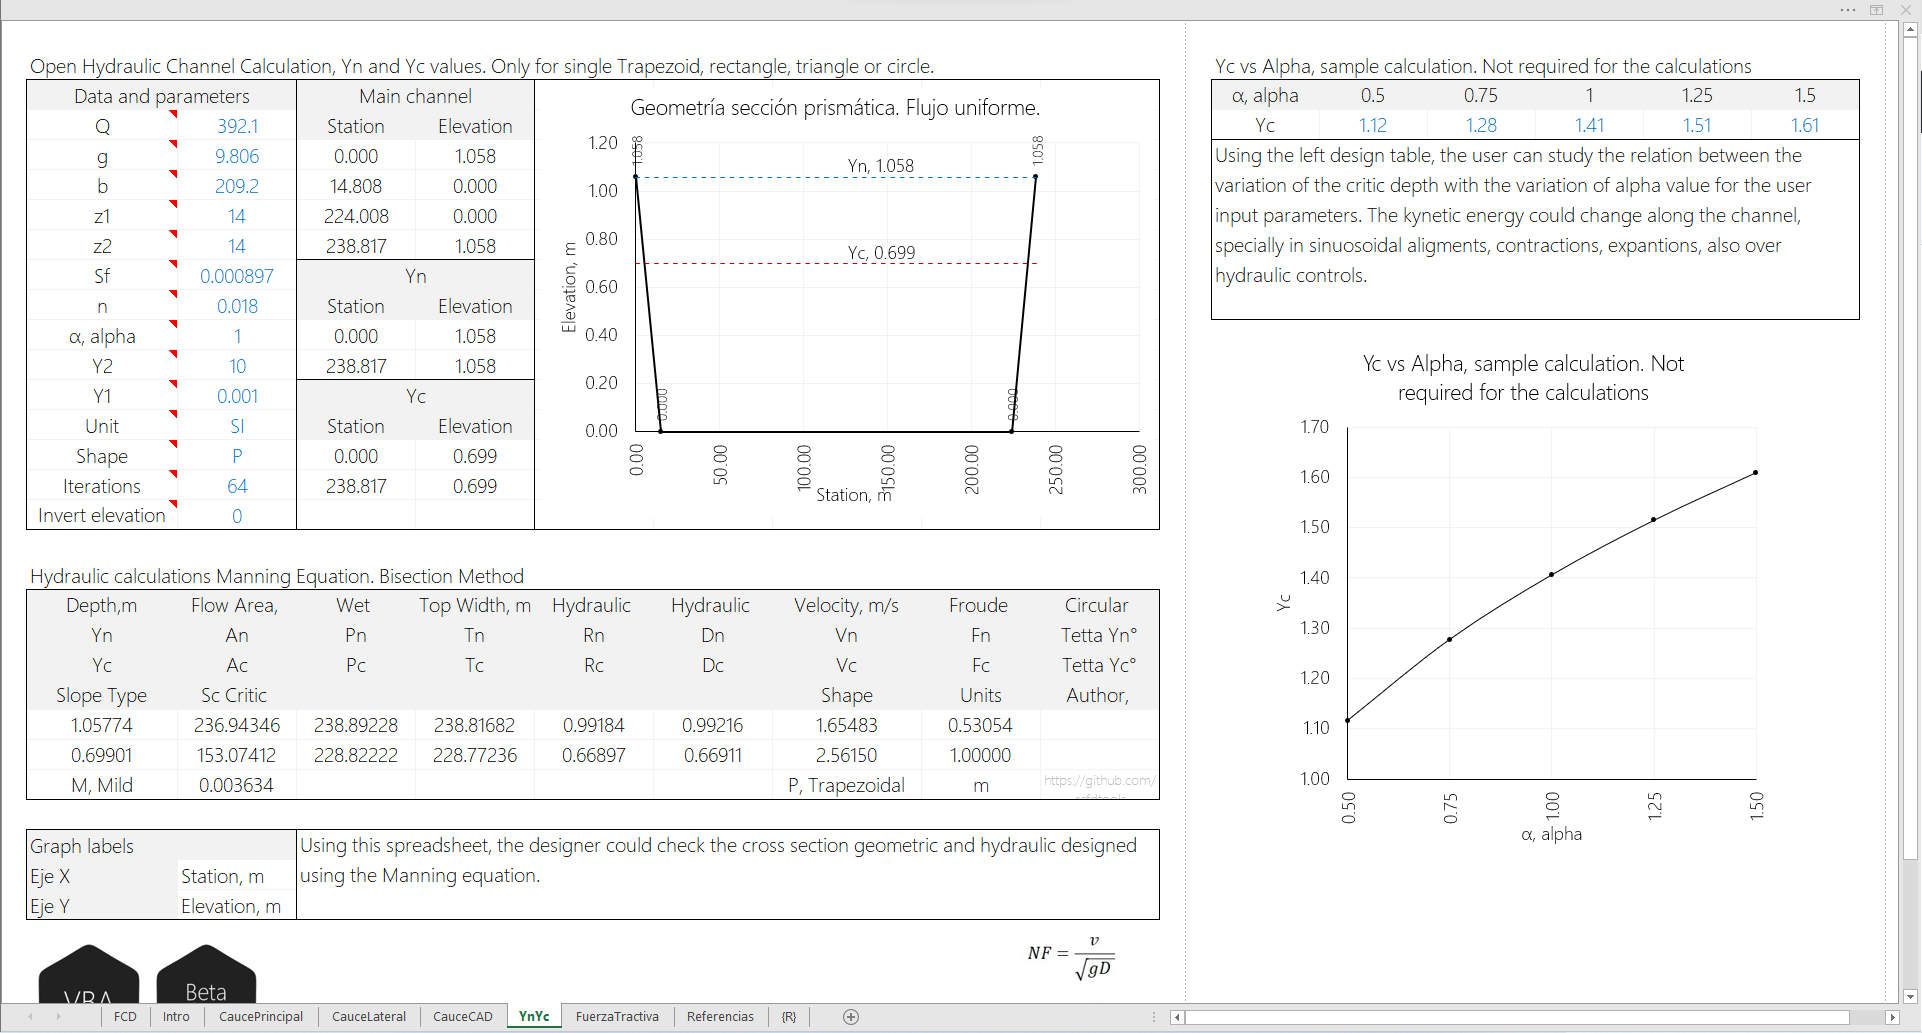 Open Hydraulic Channel Calculation, Yn and Yc values. Only for single Trapezoid, rectangle, triangle or circle.
Data and parameters Main channel
Q 392.1 Station Elevation
g 9.806 0.000 1.058
b 209.2 14.808 0.000
z1 14 224.008 0.000
z2 14 238.817 1.058
Sf 0.000897 Yn
n 0.018 Station Elevation
α, alpha 1 0.000 1.058
Y2 10 238.817 1.058
Y1 0.001 Yc
Unit SI Station Elevation
Shape P 0.000 0.699
Iterations 64 238.817 0.699
Invert elevation 0
Geometría sección prismática. Flujo uniforme.
1.20
1.00
0.80
0.60
0.40
0.20
0.00
Elevation, m
1.058
1.058
Yn, 1.058
Yc, 0.699
0.000
0.000
0.00 50.00 100.00 150.00 200.00 250.00 300.00
Station, m
Yc vs Alpha, sample calculation. Not required for the calculations
α, alpha 0.5 0.75 1 1.25 1.5
Yc 1.12 1.28 1.41 1.51 1.61
Using the left design table, the user can study the relation between the
variation of the critic depth with the variation of alpha value for the user
input parameters. The kynetic energy could change along the channel,
specially in sinuosoidal aligments, contractions, expantions, also over
hydraulic controls.
Yc vs Alpha, sample calculation. Not
required for the calculations
1.70
1.60
1.50
1.40
1.30
1.20
1.10
1.00
Yc
0.50 0.75 1.00 1.25 1.50
α, alpha
Hydraulic calculations Manning Equation. Bisection Method
Depth,m Flow Area, Wet Top Width, m Hydraulic Hydraulic Velocity, m/s Froude Circular
Yn An Pn Tn Rn Dn Vn Fn Tetta Yn°
Yc Ac Pc Tc Rc Dc Vc Fc Tetta Yc°
Slope Type Sc Critic Shape Units Author,
1.05774 236.94346 238.89228 238.81682 0.99184 0.99216 1.65483 0.53054
0.69901 153.07412 228.82222 228.77236 0.66897 0.66911 2.56150 1.00000
M, Mild 0.003634 P, Trapezoidal m https://github.com/
Graph labels
Eje X Station, m
Eje Y Elevation, m
Using this spreadsheet, the designer could check the cross section geometric and hydraulic designed
using the Manning equation.
NF = v / √gD
VBA
Beta
FCD Intro CaucePrincipal CauceLateral CauceCAD YnYc FuerzaTractiva Referencias {R}